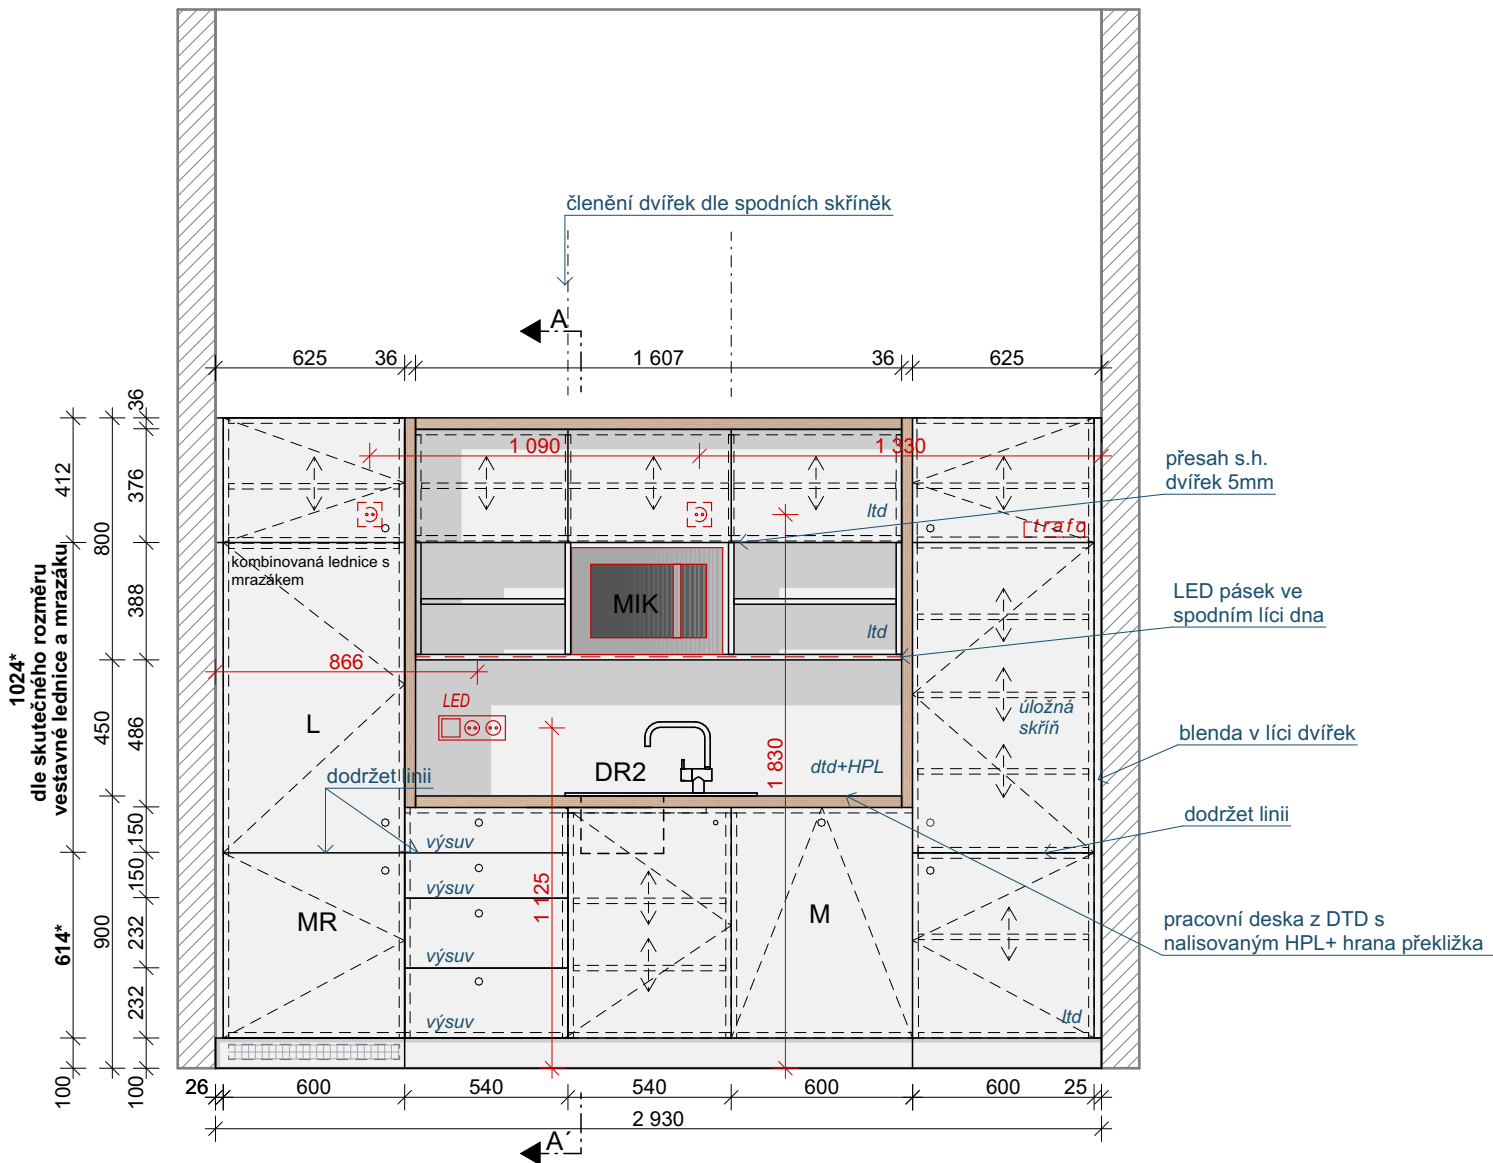 členění dvířek dle spodních skříněk
A
625
36
1 607
36
625
36
412
376
1 090
1 330
přesah s.h.
dvířek 5mm
ltd
trafo
800
kombinovaná lednice s
mrazákem
MIK
388
ltd
LED pásek ve
spodním líci dna
1024*
dle skutečného rozměru
vestavné lednice a mrazáku
866
LED
L
úložná
skříň
450
486
blenda v líci dvířek
DR2
1 830
dtd+HPL
dodržet linii
dodržet linii
150
výsuv
150
výsuv
1 125
MR
M
614*
900
232
pracovní deska z DTD s
nalisovaným HPL+ hrana překližka
výsuv
232
výsuv
ltd
100
100
26
600
540
540
600
600
25
2 930
A´